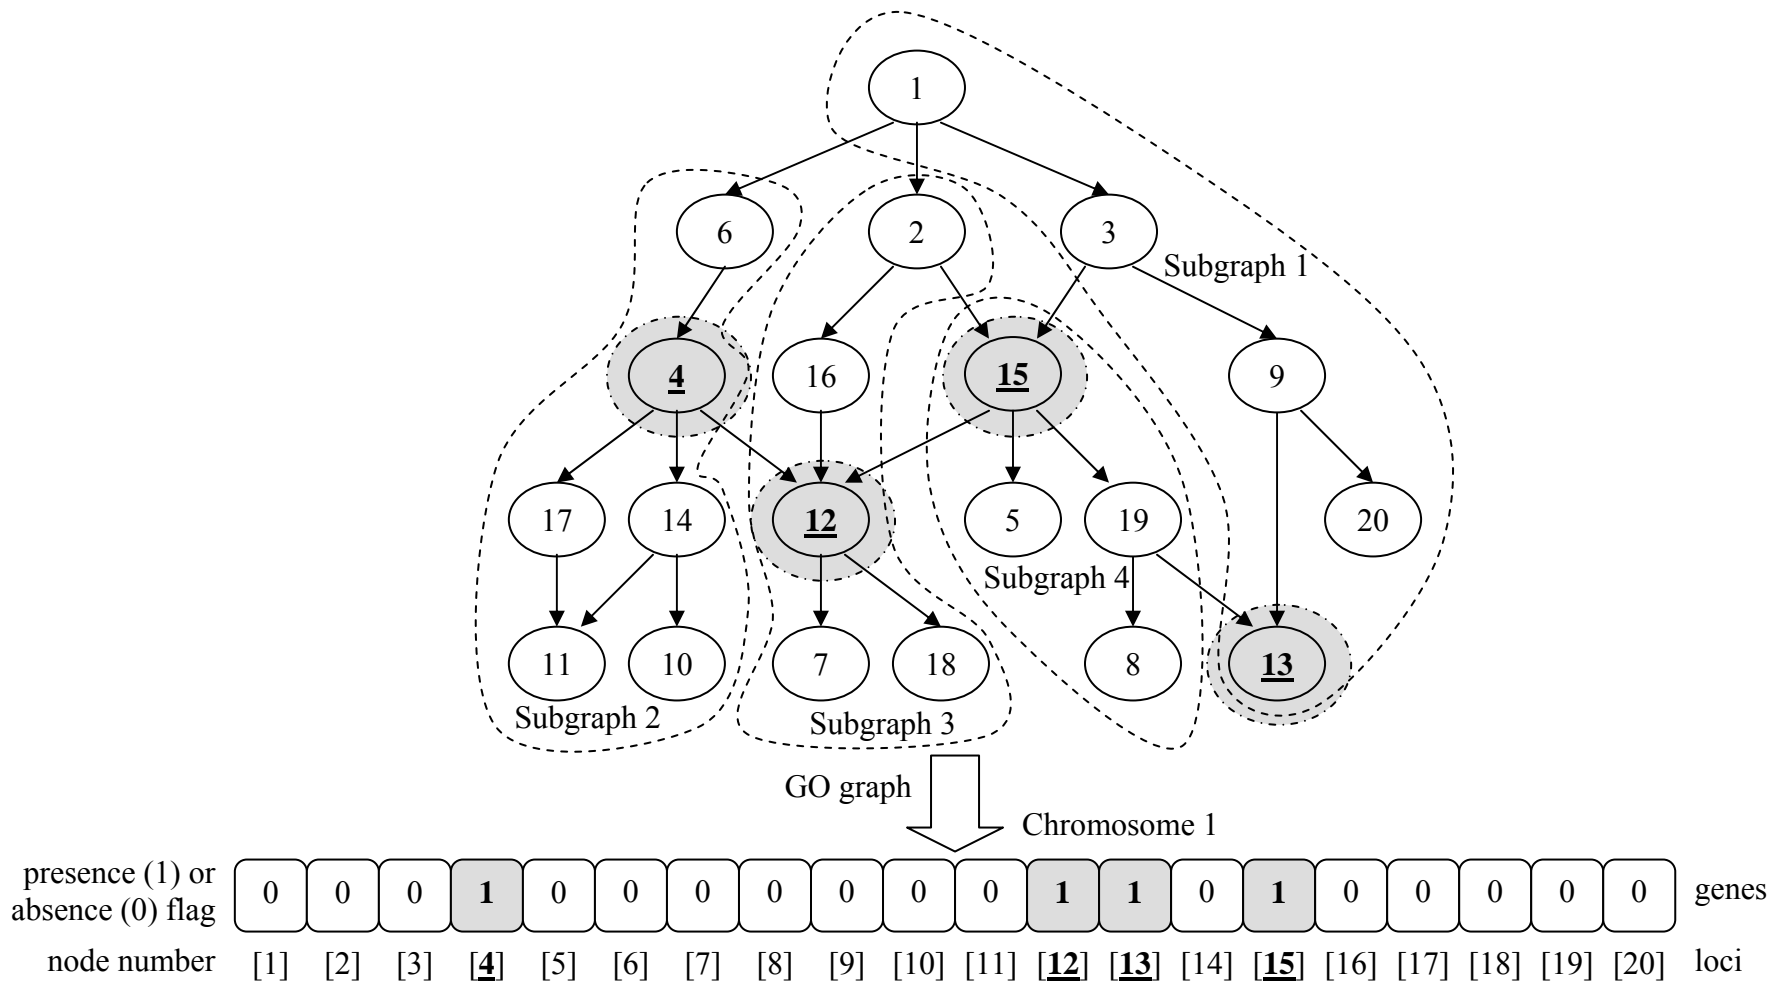 1
6
2
3
Subgraph 1
4
16
15
9
17
14
12
5
19
20
Subgraph 4
11
10
7
18
8
13
Subgraph 2
Subgraph 3
GO graph
Chromosome 1
presence (1) or
absence (0) flag
0 0 0 1 0 0 0 0 0 0 0 1 1 0 1 0 0 0 0 0
genes
node number [1] [2] [3] [4] [5] [6] [7] [8] [9] [10] [11] [12] [13] [14] [15] [16] [17] [18] [19] [20] loci